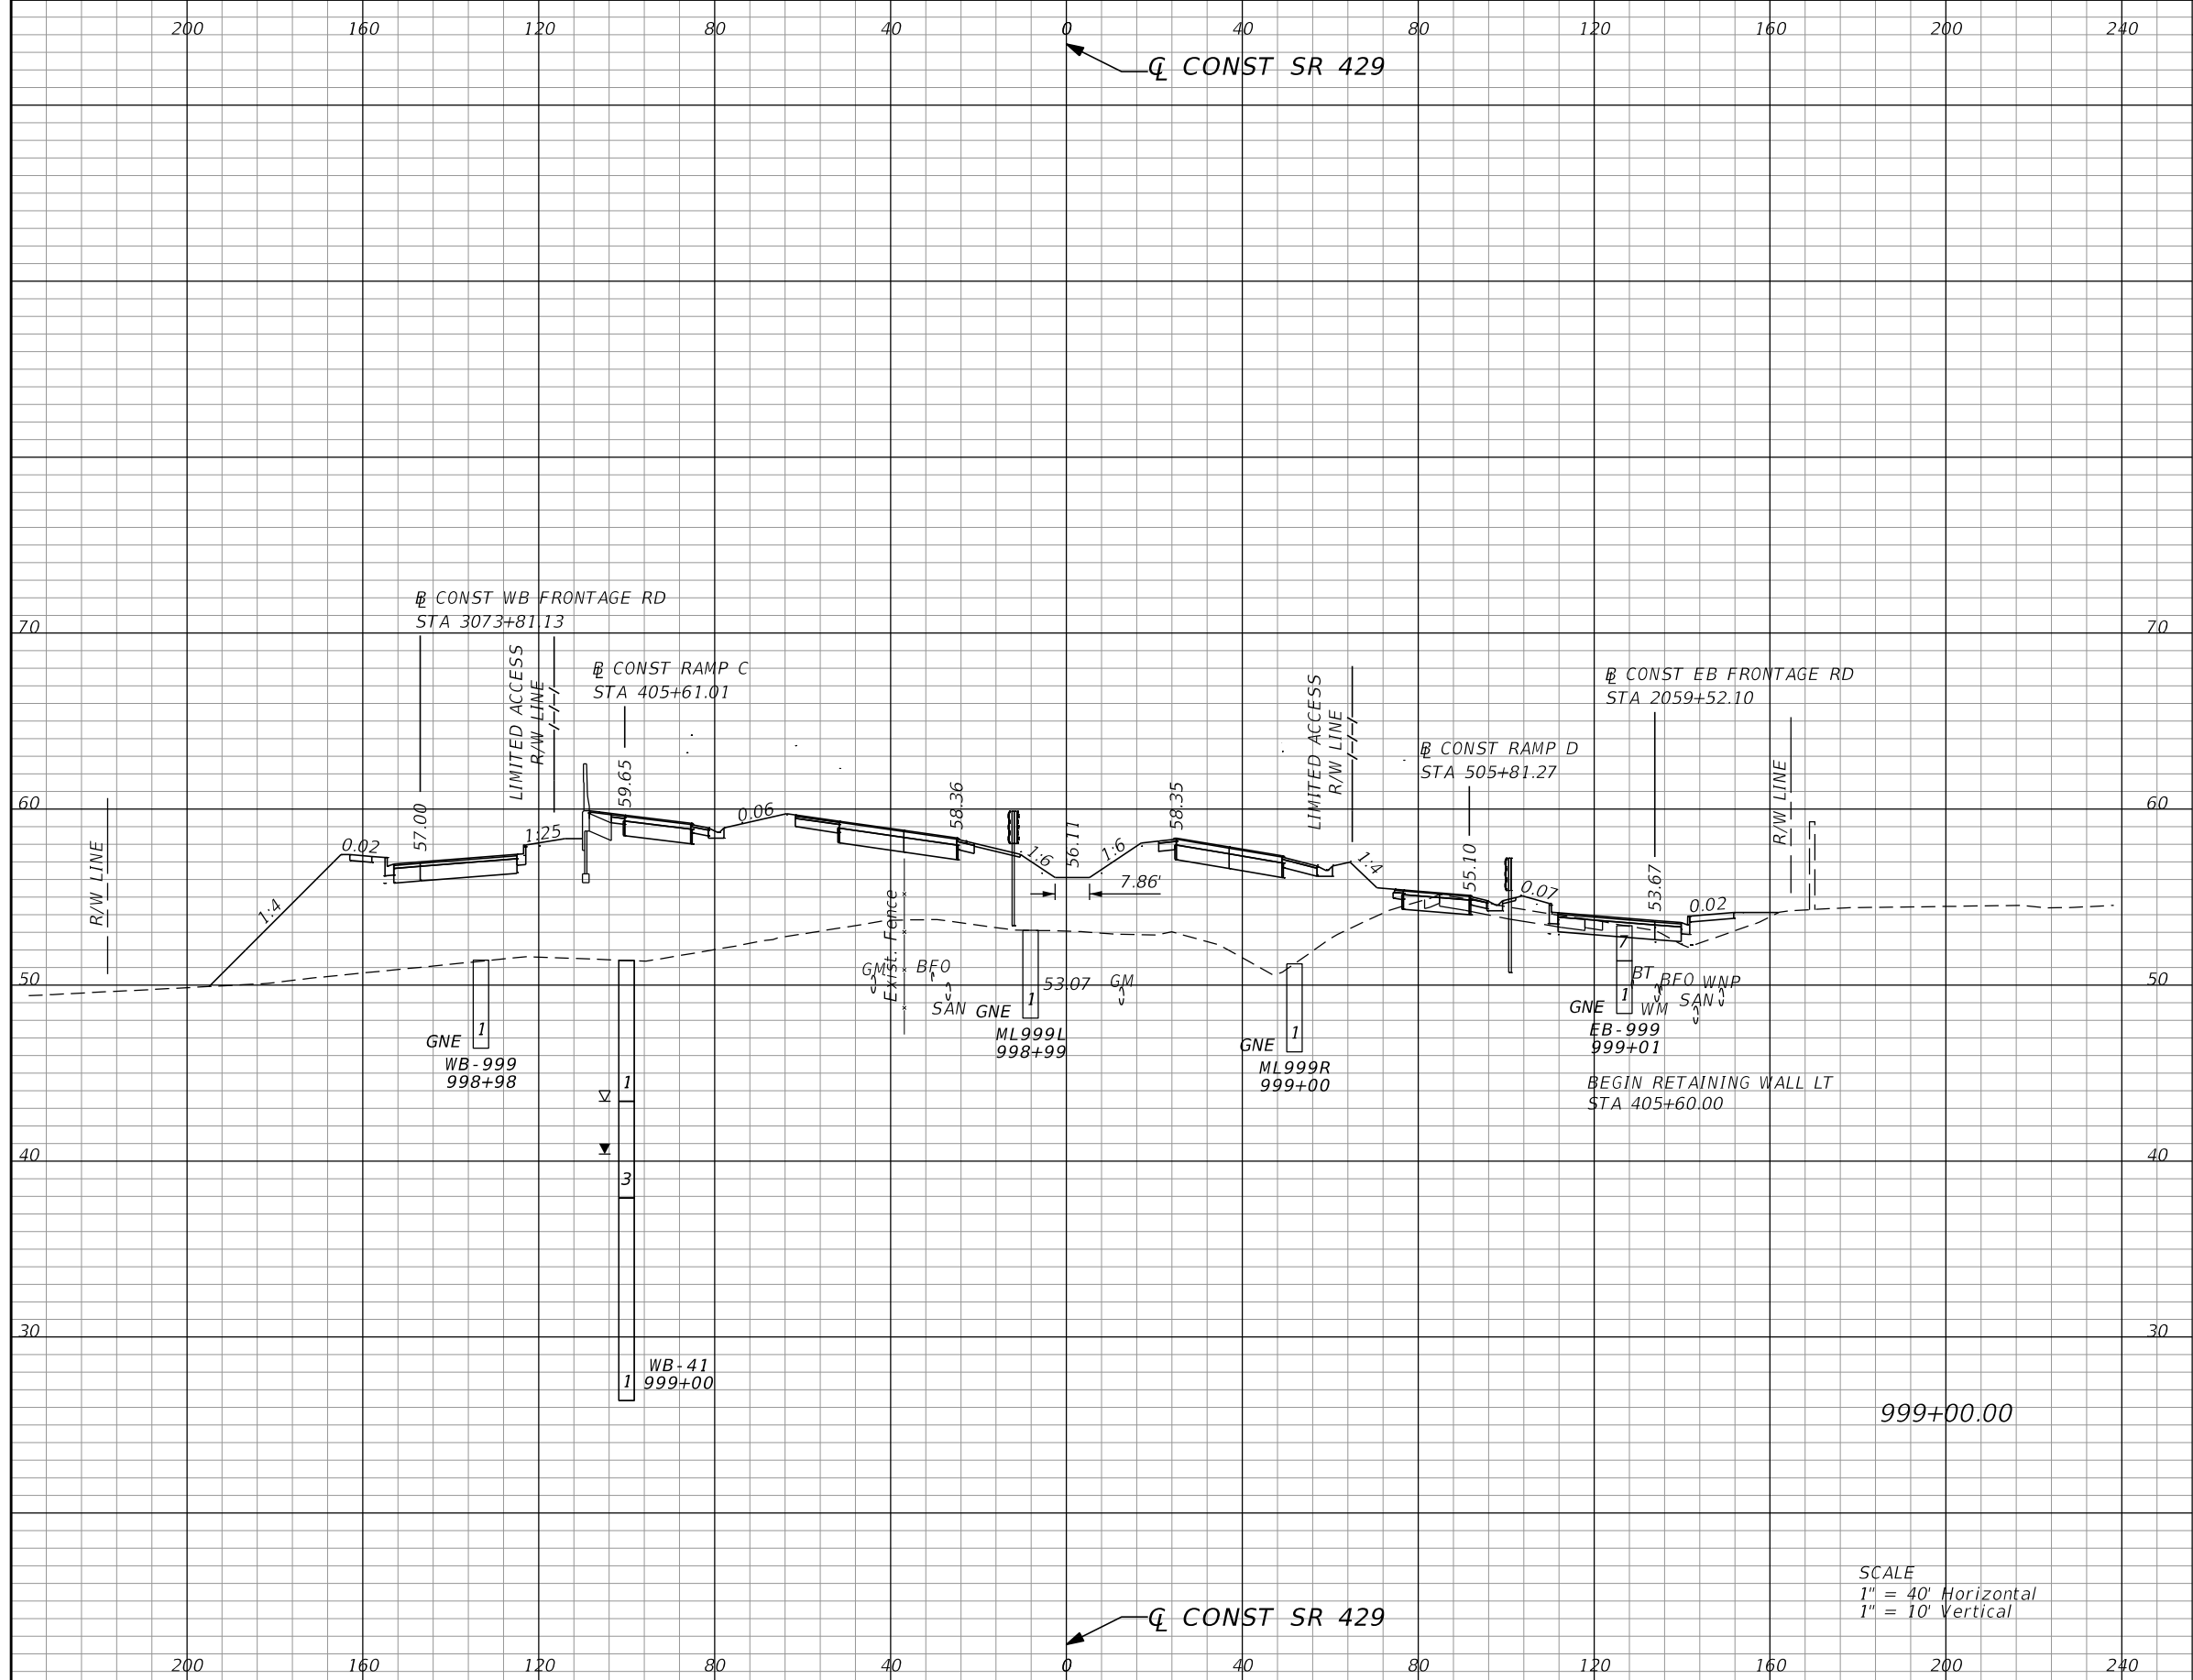 200 160 120 80 40 0 40 80 120 160 200 240
℄ CONST SR 429
℄ CONST WB FRONTAGE RD
STA 3073+81.13
70 70
LIMITED ACCESS
R/W LINE
℄ CONST RAMP C
STA 405+61.01
LIMITED ACCESS
R/W LINE
℄ CONST EB FRONTAGE RD
STA 2059+52.10
℄ CONST RAMP D
STA 505+81.27
R/W LINE
60 60
R/W LINE
1:4
0.02
57.00
1:25
59.65
0.06
58.36
1:6
56.11
1:6
7.86'
58.35
1:4
55.10
0.07
53.67
0.02
Exist. Fence
50 50
GM
BFO
SAN
53.07
GM
BT
BFO
WNP
WM
SAN
GNE
1
WB-999
998+98
GNE
1
ML999L
998+99
GNE
1
ML999R
999+00
GNE
7
1
EB-999
999+01
BEGIN RETAINING WALL LT
STA 405+60.00
1
40 40
3
30 30
1
WB-41
999+00
999+00.00
SCALE
1" = 40' Horizontal
1" = 10' Vertical
℄ CONST SR 429
200 160 120 80 40 0 40 80 120 160 200 240